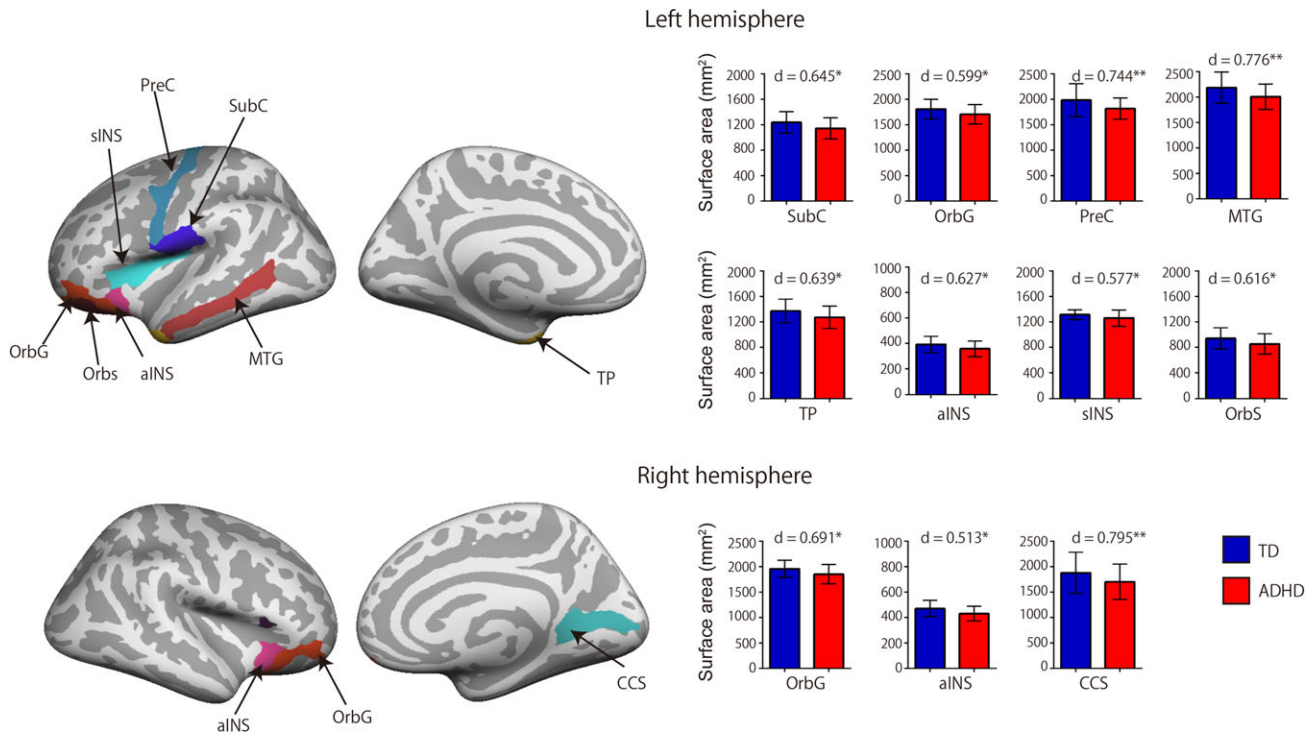 Left hemisphere
PreC
SubC
sINS
OrbG
Orbs
aINS
MTG
TP
Surface area (mm²)
d = 0.645*
2000
1600
1200
800
400
0
SubC
d = 0.599*
2500
2000
1500
1000
500
0
OrbG
d = 0.744**
2500
2000
1500
1000
500
0
PreC
d = 0.776**
2500
2000
1500
1000
500
0
MTG
Surface area (mm²)
d = 0.639*
2000
1600
1200
800
400
0
TP
d = 0.627*
1000
800
600
400
200
0
aINS
d = 0.577*
2000
1600
1200
800
400
0
sINS
d = 0.616*
2000
1600
1200
800
400
0
OrbS
Right hemisphere
aINS
OrbG
CCS
Surface area (mm²)
d = 0.691*
2500
2000
1500
1000
500
0
OrbG
d = 0.513*
1000
800
600
400
200
0
aINS
d = 0.795**
2500
2000
1500
1000
500
0
CCS
TD
ADHD